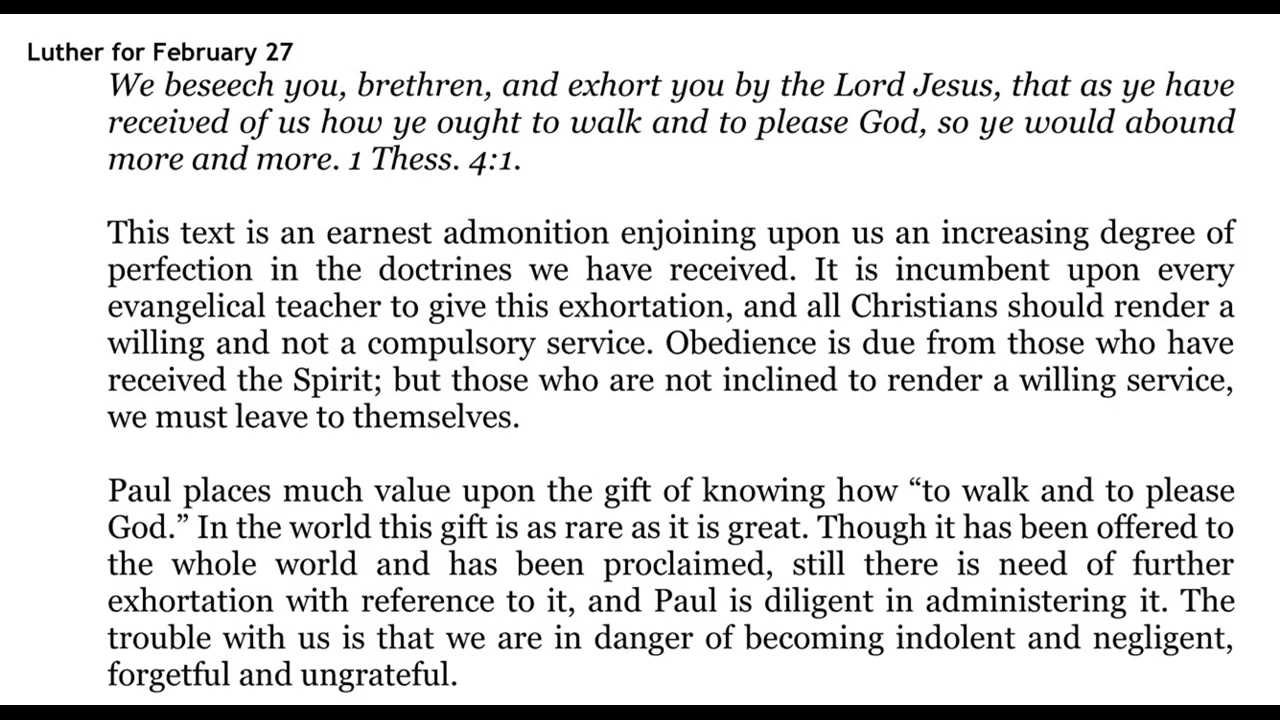 Luther for February 27
We beseech you, brethren, and exhort you by the Lord Jesus, that as ye have
received of us how ye ought to walk and to please God, so ye would abound
more and more. 1 Thess. 4:1.
This text is an earnest admonition enjoining upon us an increasing degree of
perfection in the doctrines we have received. It is incumbent upon every
evangelical teacher to give this exhortation, and all Christians should render a
willing and not a compulsory service. Obedience is due from those who have
received the Spirit; but those who are not inclined to render a willing service,
we must leave to themselves.
Paul places much value upon the gift of knowing how “to walk and to please
God.” In the world this gift is as rare as it is great. Though it has been offered to
the whole world and has been proclaimed, still there is need of further
exhortation with reference to it, and Paul is diligent in administering it. The
trouble with us is that we are in danger of becoming indolent and negligent,
forgetful and ungrateful.